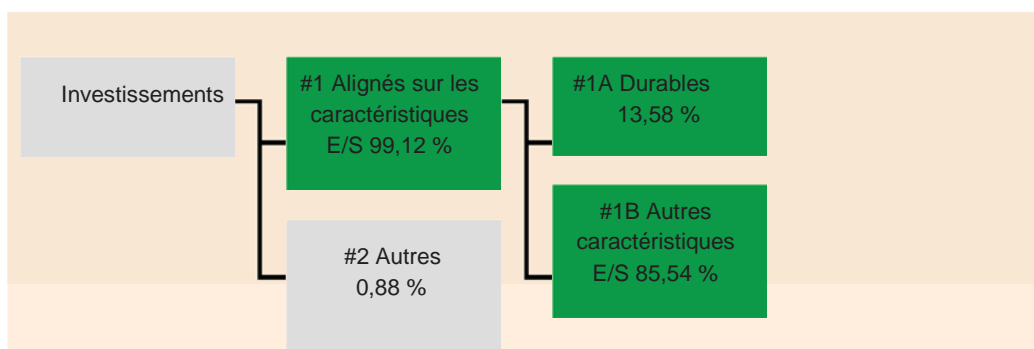 Investissements
#1 Alignés sur les
caractéristiques
E/S 99,12 %
#2 Autres
0,88 %
#1A Durables
13,58 %
#1B Autres
caractéristiques
E/S 85,54 %